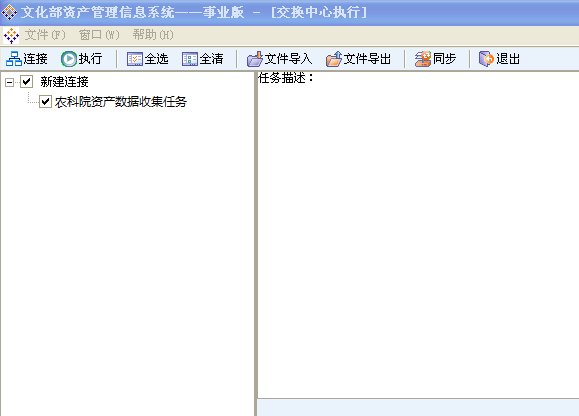 文化部资产管理信息系统——事业版 - [交换中心执行]
文件(F) 窗口(W) 帮助(H)
连接 执行 全选 全清 文件导入 文件导出 同步 退出
新建连接
农科院资产数据收集任务
任务描述：